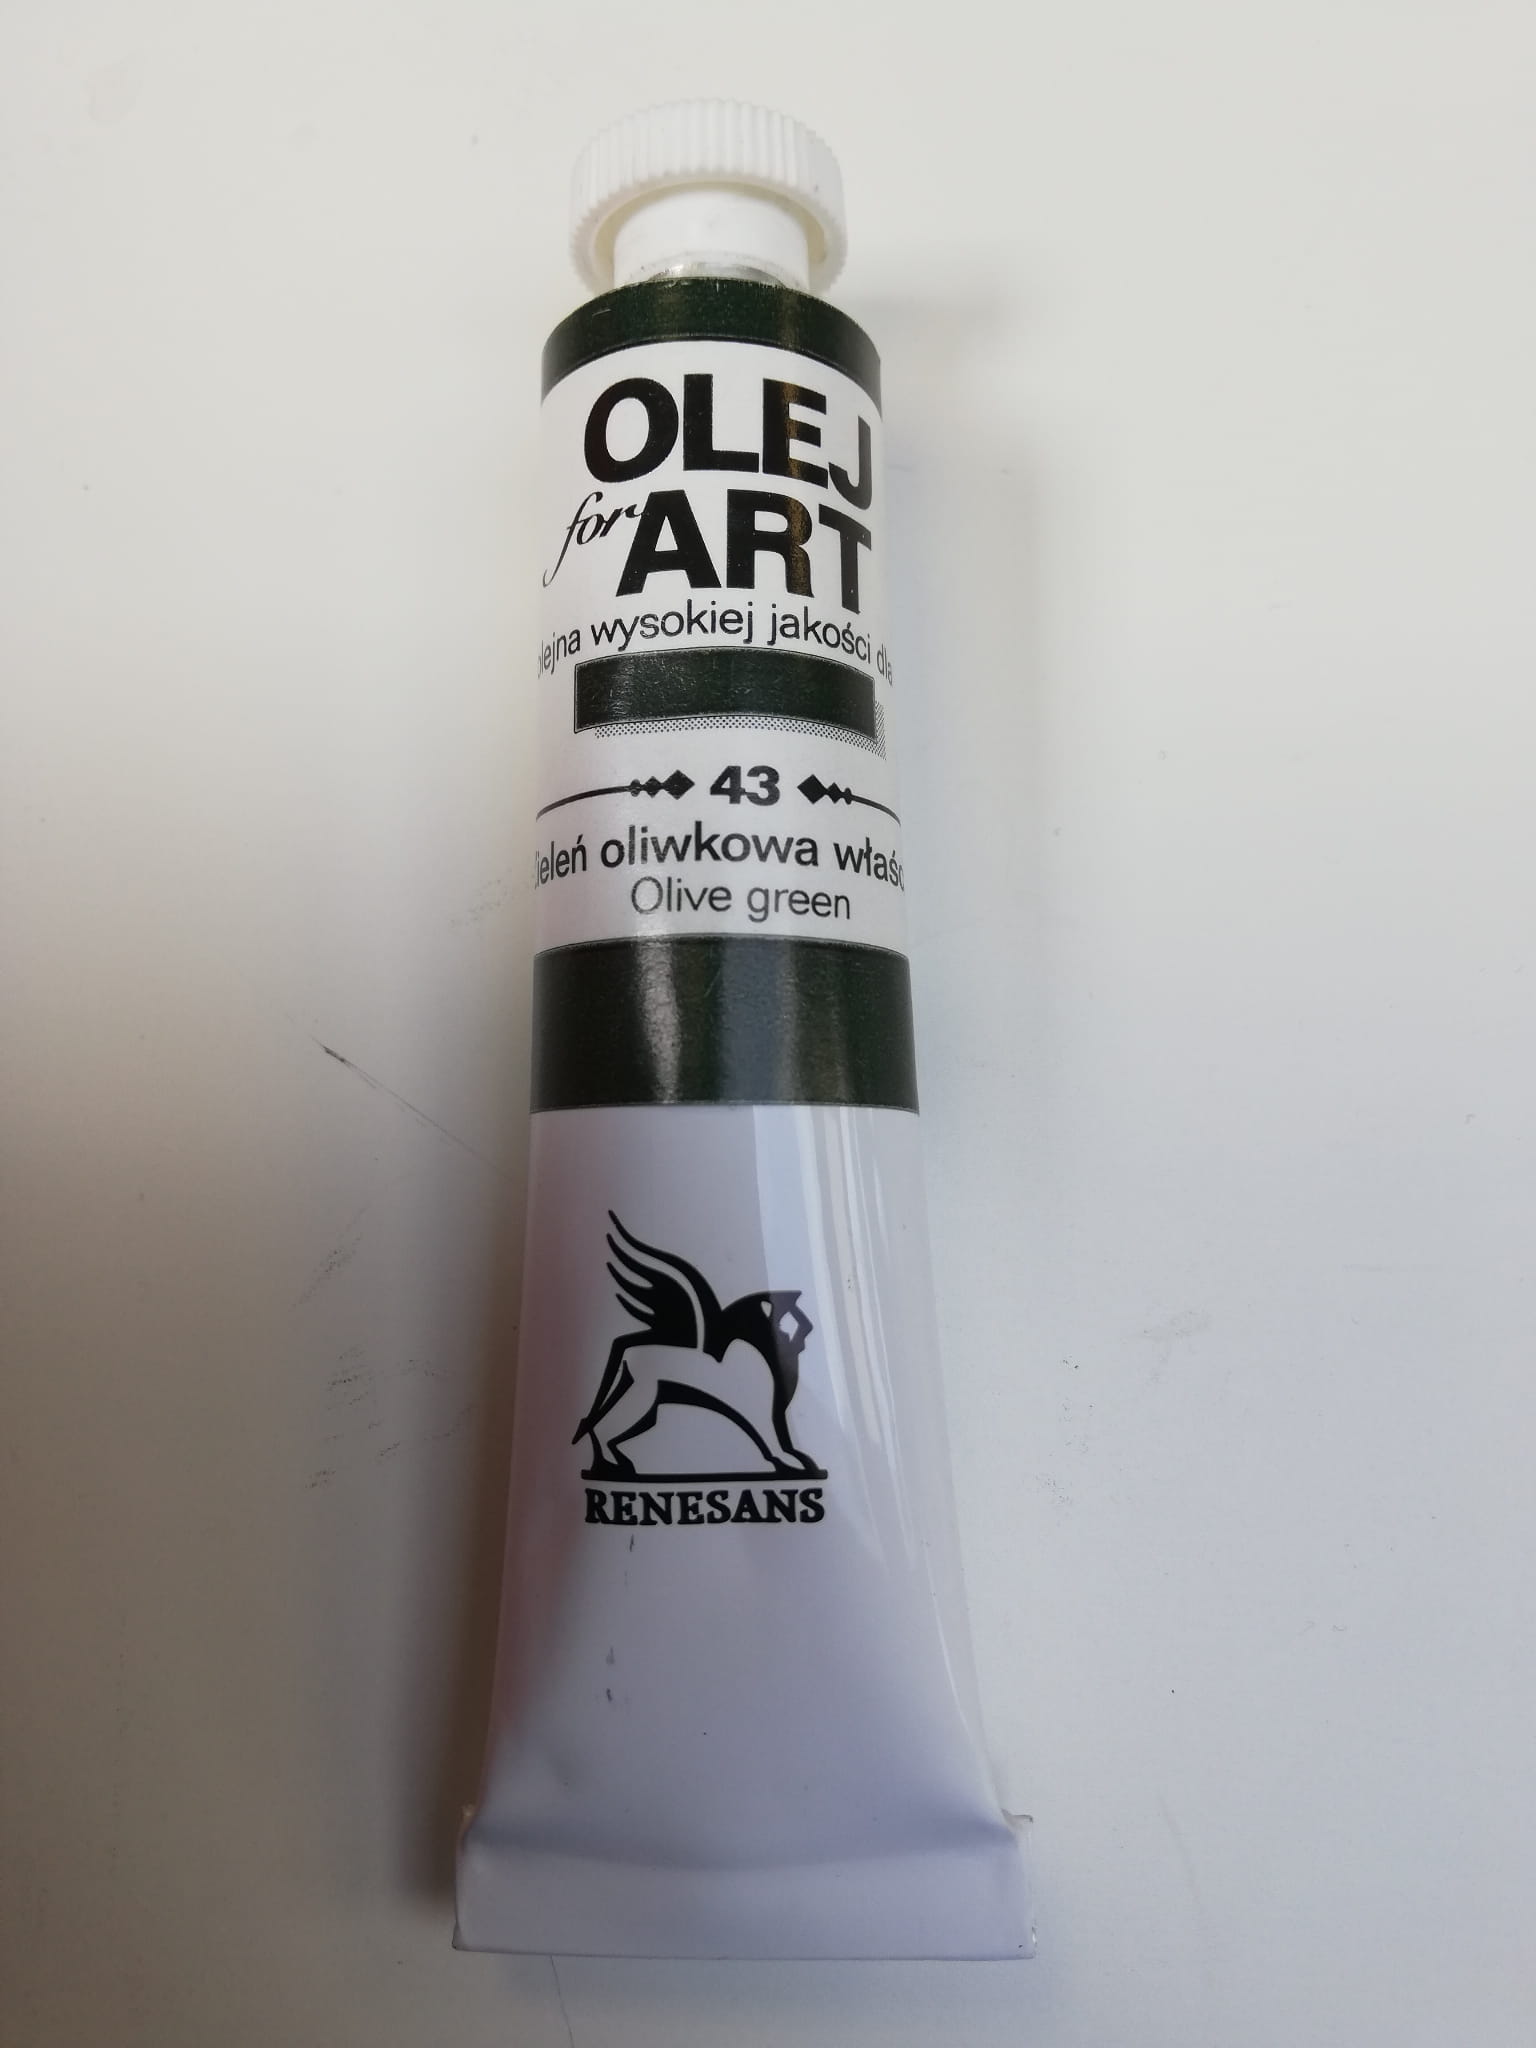 OLEJ
for ART
olejna wysokiej jakości dla
43
Zieleń oliwkowa właśc
Olive green
RENESANS